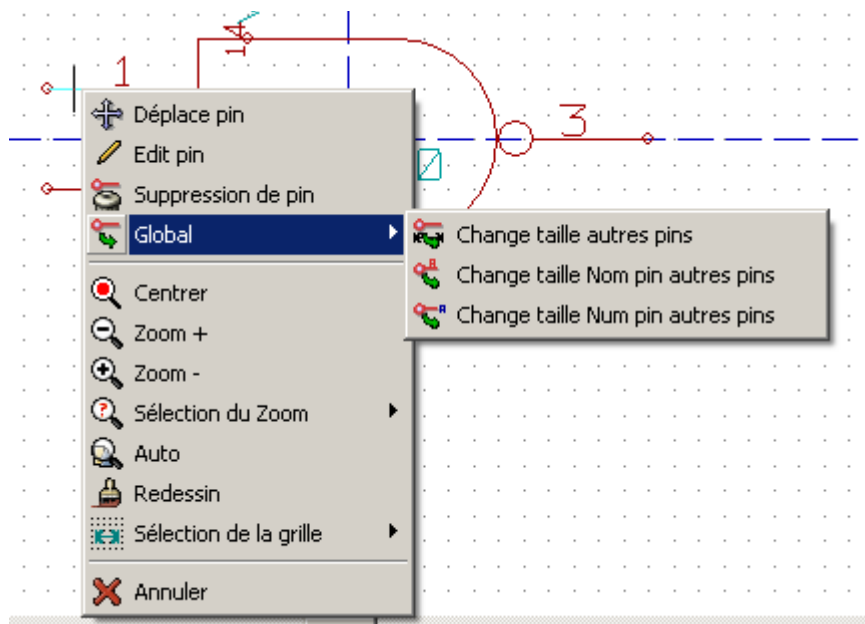 14
1
3
0
Déplace pin
Edit pin
Suppression de pin
Global
Change taille autres pins
Change taille Nom pin autres pins
Change taille Num pin autres pins
Centrer
Zoom +
Zoom -
Sélection du Zoom
Auto
Redessin
Sélection de la grille
Annuler